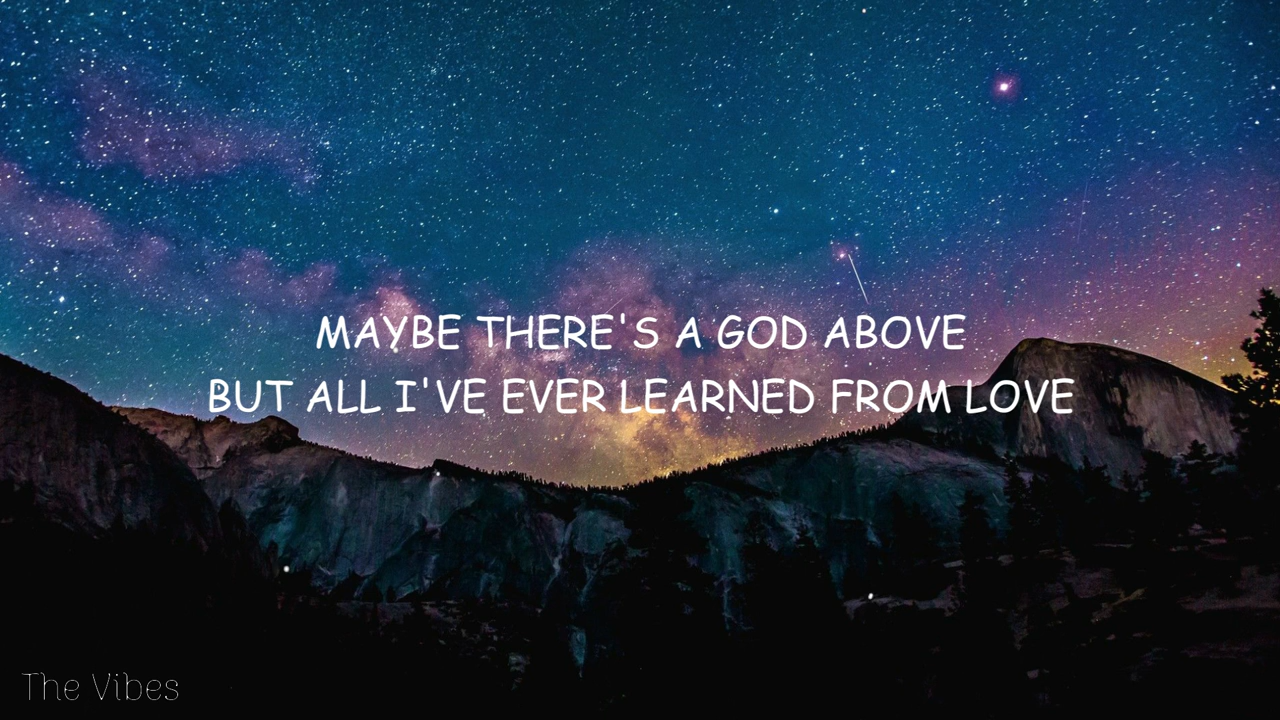 MAYBE THERE'S A GOD ABOVE
BUT ALL I'VE EVER LEARNED FROM LOVE
The Vibes